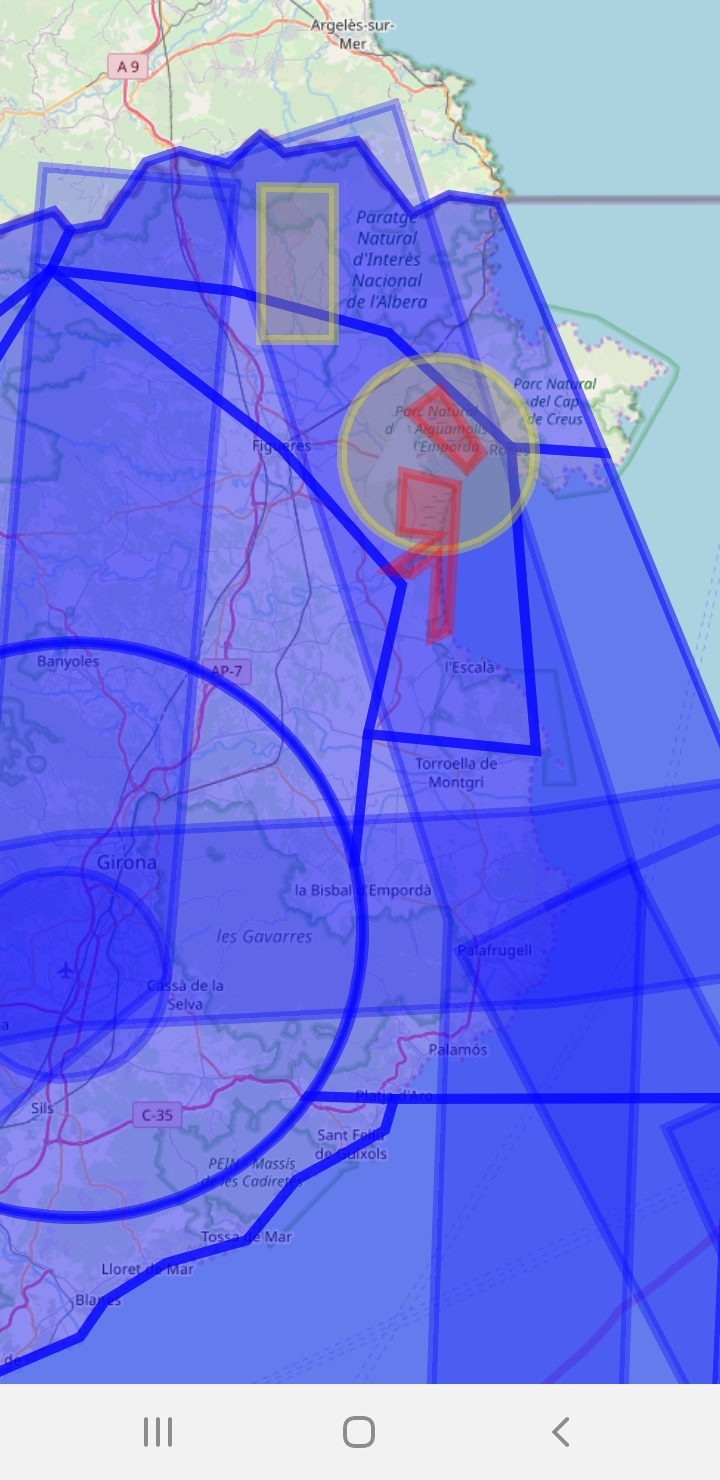 Argelès-sur-
Mer
A 9
Paratge
Natural
d'Interès
Nacional
de l'Albera
Parc Natural
del Cap
de Creus
Parc Natural
Aiguamolls
l'Empordà
Roses
Figueres
Banyoles
AP-7
l'Escala
Torroella de
Montgrí
Girona
la Bisbal d'Empordà
les Gavarres
Palafrugell
Cassà de la
Selva
Palamós
Platja d'Aro
Sils
C-35
Sant Feliu
de Guíxols
PEIN- Massis
de les Cadiretes
Tossa de Mar
Lloret de Mar
Blanes
de